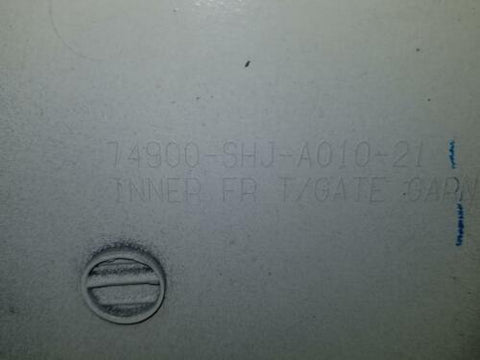 74900-SHJ-A010-21
INNER FR T/GATE GARN